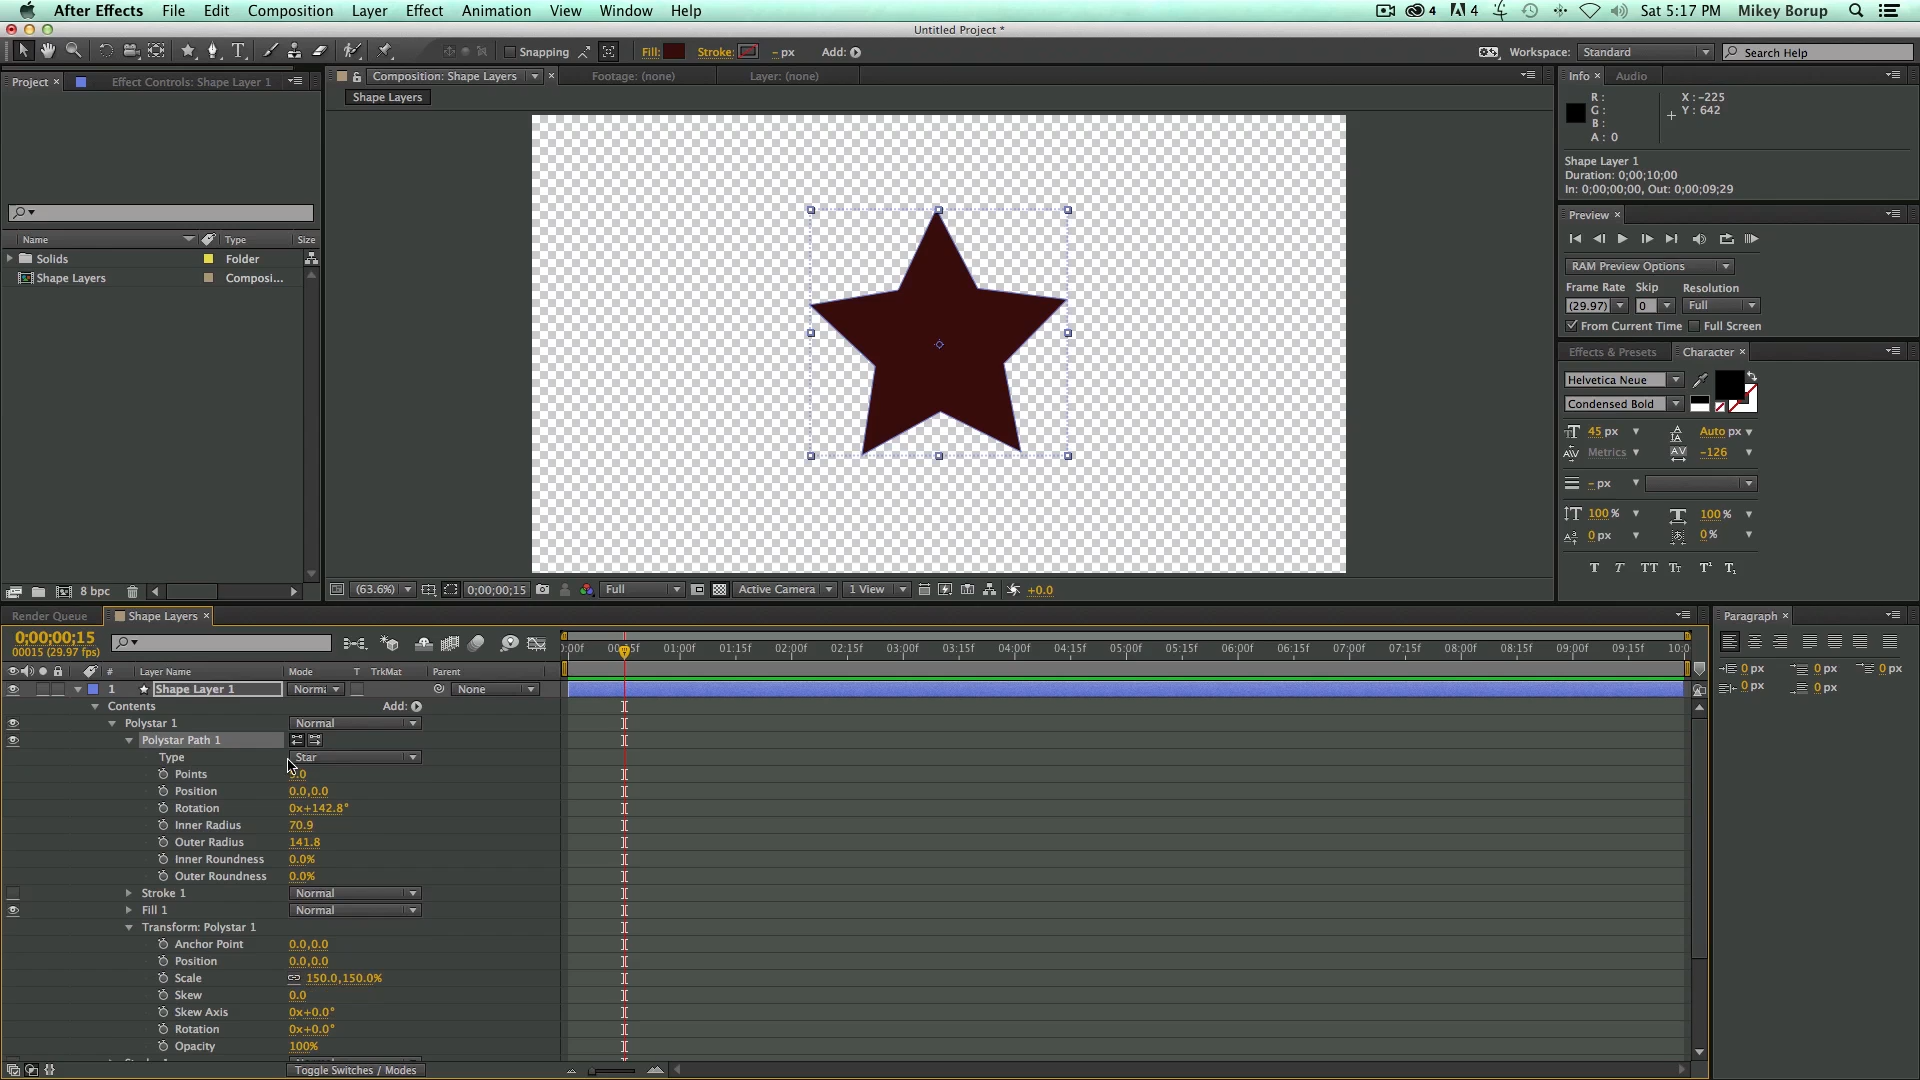 After Effects File Edit Composition Layer Effect Animation View Window Help 4 4 Sat 5:17 PM Mikey Borup
Untitled Project *
Snapping Fill: Stroke: - px Add: Workspace: Standard Search Help
Project × Effect Controls: Shape Layer 1 Composition: Shape Layers × Footage: (none) Layer: (none) Info × Audio
Shape Layers
R: X: -225
G: Y: 642
B:
A: 0
Shape Layer 1
Duration: 0;00;10;00
In: 0;00;00;00, Out: 0;00;09;29
Preview ×
Name Type Size
Solids Folder
Shape Layers Composi...
RAM Preview Options
Frame Rate Skip Resolution
(29.97) 0 Full
From Current Time Full Screen
Effects & Presets Character ×
Helvetica Neue
Condensed Bold
45 px Auto px
Metrics -126
- px
100 % 100 %
0 px 0 %
T T TT Tt T¹ T₁
8 bpc (63.6%) 0;00;00;15 Full Active Camera 1 View +0.0
Render Queue Shape Layers × Paragraph ×
0;00;00;15
00015 (29.97 fps)
):00f 00:15f 01:00f 01:15f 02:00f 02:15f 03:00f 03:15f 04:00f 04:15f 05:00f 05:15f 06:00f 06:15f 07:00f 07:15f 08:00f 08:15f 09:00f 09:15f 10:0
0 px 0 px 0 px
0 px 0 px
# Layer Name Mode T TrkMat Parent
1 Shape Layer 1 Norma None
Contents Add:
Polystar 1 Normal
Polystar Path 1
Type Star
Points .0
Position 0.0,0.0
Rotation 0x+142.8°
Inner Radius 70.9
Outer Radius 141.8
Inner Roundness 0.0%
Outer Roundness 0.0%
Stroke 1 Normal
Fill 1 Normal
Transform: Polystar 1
Anchor Point 0.0,0.0
Position 0.0,0.0
Scale 150.0,150.0%
Skew 0.0
Skew Axis 0x+0.0°
Rotation 0x+0.0°
Opacity 100%
Toggle Switches / Modes